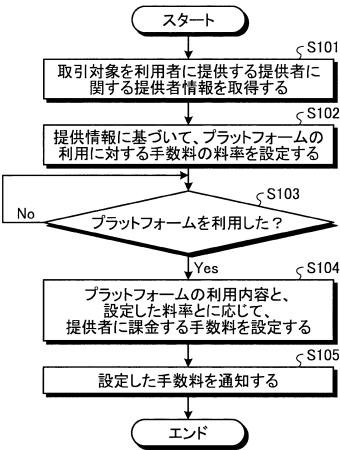 スタート
S101
取引対象を利用者に提供する提供者に
関する提供者情報を取得する
S102
提供情報に基づいて、プラットフォームの
利用に対する手数料の料率を設定する
S103
プラットフォームを利用した？
No
Yes
S104
プラットフォームの利用内容と、
設定した料率とに応じて、
提供者に課金する手数料を設定する
S105
設定した手数料を通知する
エンド